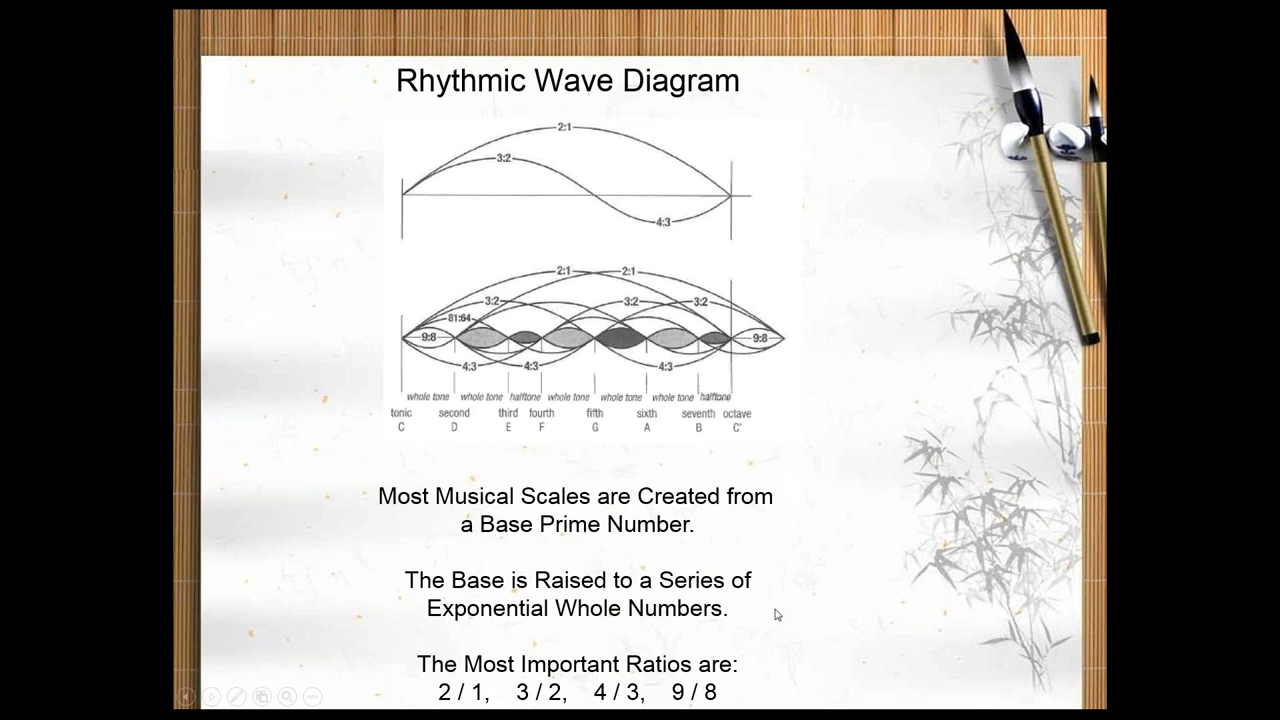 Rhythmic Wave Diagram
2:1
3:2
4:3
2:1 2:1
3:2 3:2 3:2
81:64
9:8 9:8
4:3 4:3 4:3
whole tone whole tone halftone whole tone whole tone whole tone halftone
tonic second third fourth fifth sixth seventh octave
C D E F G A B C'
Most Musical Scales are Created from
a Base Prime Number.
The Base is Raised to a Series of
Exponential Whole Numbers.
The Most Important Ratios are:
2 / 1, 3 / 2, 4 / 3, 9 / 8